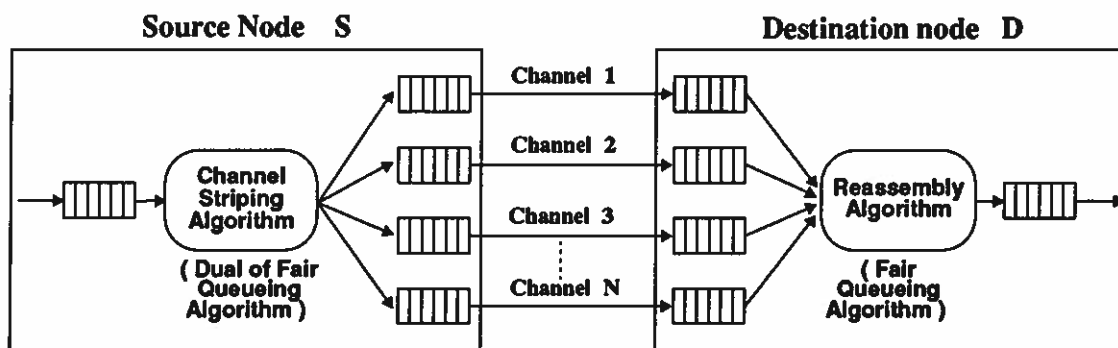 Source Node S
Destination node D
Channel 1
Channel 2
Channel 3
Channel N
Channel
Striping
Algorithm
( Dual of Fair
Queueing
Algorithm )
Reassembly
Algorithm
( Fair
Queueing
Algorithm )